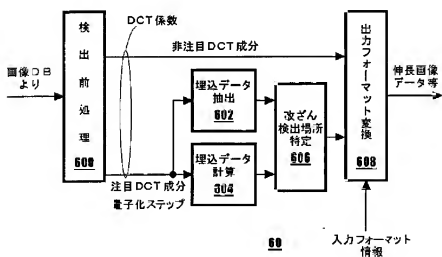 DCT係数
画像DB
より
検出前処理
600
非注目DCT成分
埋込データ
抽出
602
埋込データ
計算
304
注目DCT成分
電子化ステップ
改ざん
検出場所
特定
606
出力フォーマット変換
608
伸長画像
データ等
60
入力フォーマット
情報